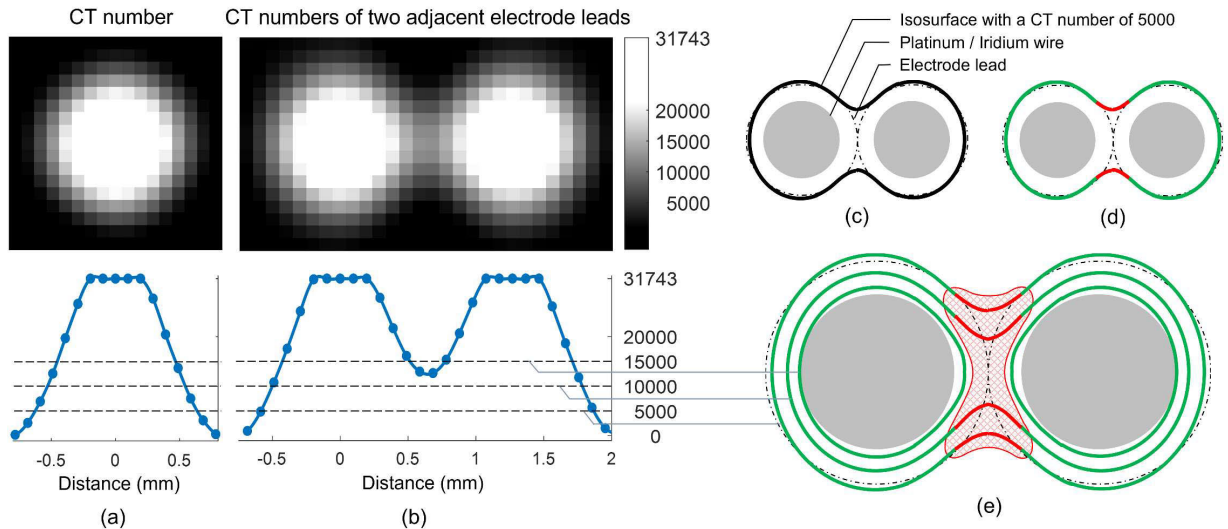 CT number
CT numbers of two adjacent electrode leads
31743
20000
15000
10000
5000
Isosurface with a CT number of 5000
Platinum / Iridium wire
Electrode lead
(c)
(d)
31743
20000
15000
10000
5000
0
-0.5 0 0.5
Distance (mm)
(a)
-0.5 0 0.5 1 1.5 2
Distance (mm)
(b)
(e)